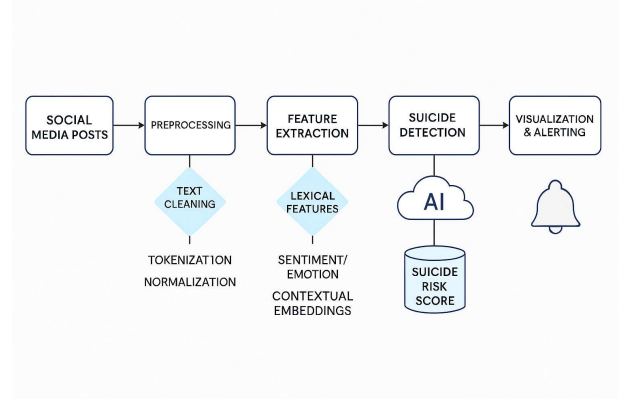 SOCIAL
MEDIA POSTS
PREPROCESSING
FEATURE
EXTRACTION
SUICIDE
DETECTION
VISUALIZATION
& ALERTING
TEXT
CLEANING
LEXICAL
FEATURES
AI
TOKENIZATION
NORMALIZATION
SENTIMENT/
EMOTION
CONTEXTUAL
EMBEDDINGS
SUICIDE
RISK
SCORE